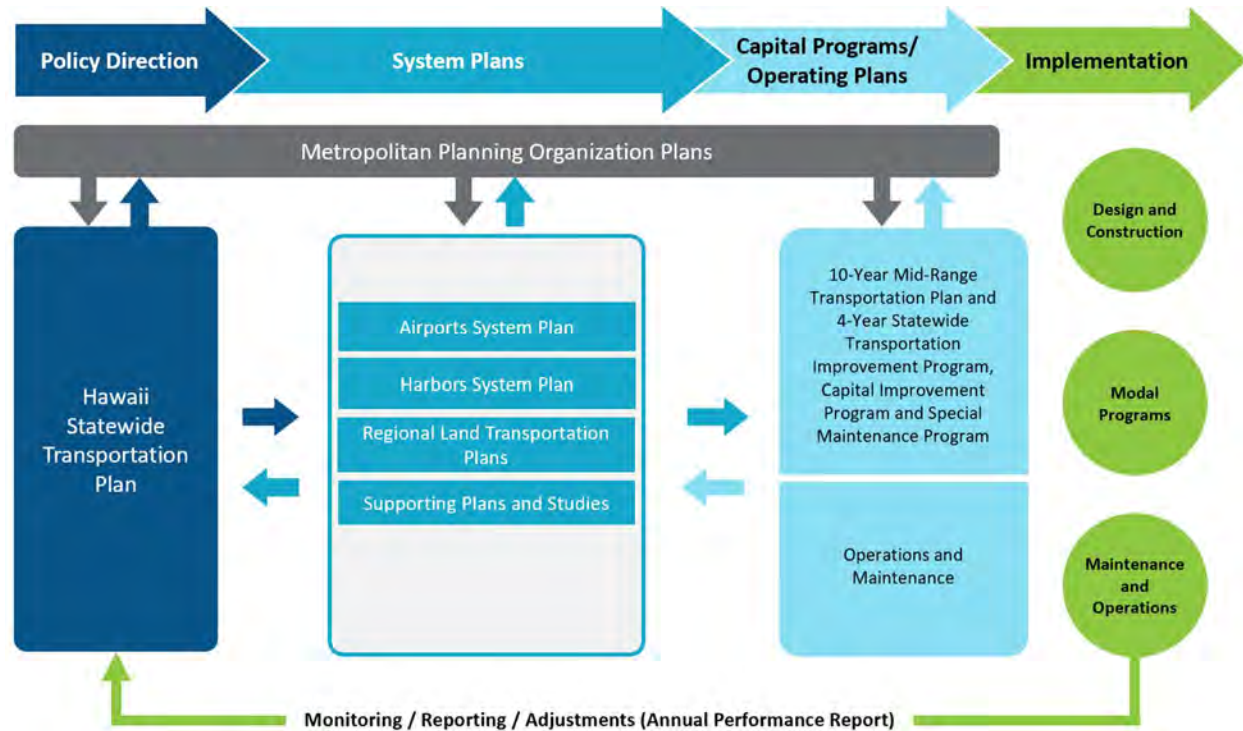 Policy Direction
System Plans
Capital Programs/
Operating Plans
Implementation
Metropolitan Planning Organization Plans
Hawaii
Statewide
Transportation
Plan
Airports System Plan
Harbors System Plan
Regional Land Transportation
Plans
Supporting Plans and Studies
10-Year Mid-Range
Transportation Plan and
4-Year Statewide
Transportation
Improvement Program,
Capital Improvement
Program and Special
Maintenance Program
Operations and
Maintenance
Design and
Construction
Modal
Programs
Maintenance
and
Operations
Monitoring / Reporting / Adjustments (Annual Performance Report)